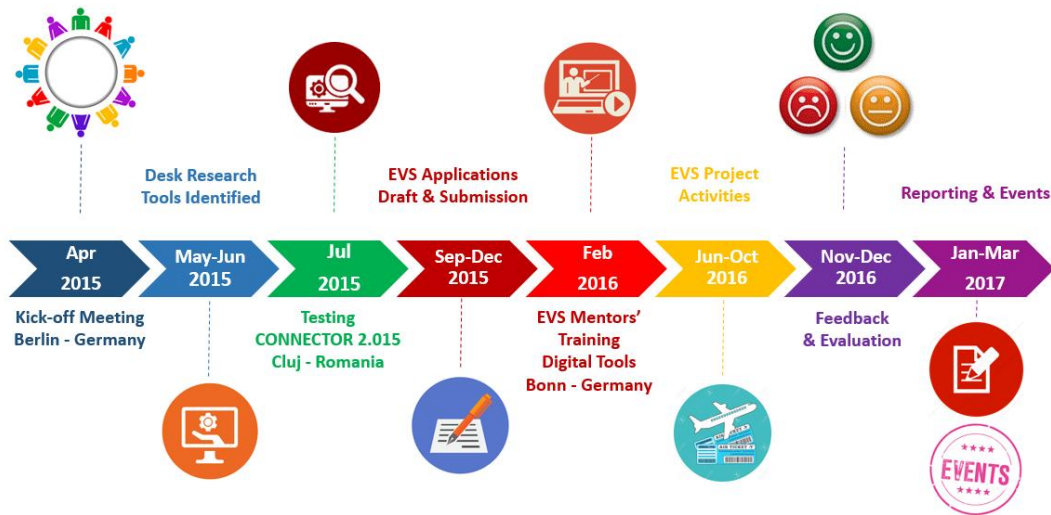 Desk Research
Tools Identified
EVS Applications
Draft & Submission
EVS Project
Activities
Reporting & Events
Apr
2015
May-Jun
2015
Jul
2015
Sep-Dec
2015
Feb
2016
Jun-Oct
2016
Nov-Dec
2016
Jan-Mar
2017
Kick-off Meeting
Berlin - Germany
Testing
CONNECTOR 2.015
Cluj - Romania
EVS Mentors’
Training
Digital Tools
Bonn - Germany
Feedback
& Evaluation
EVENTS